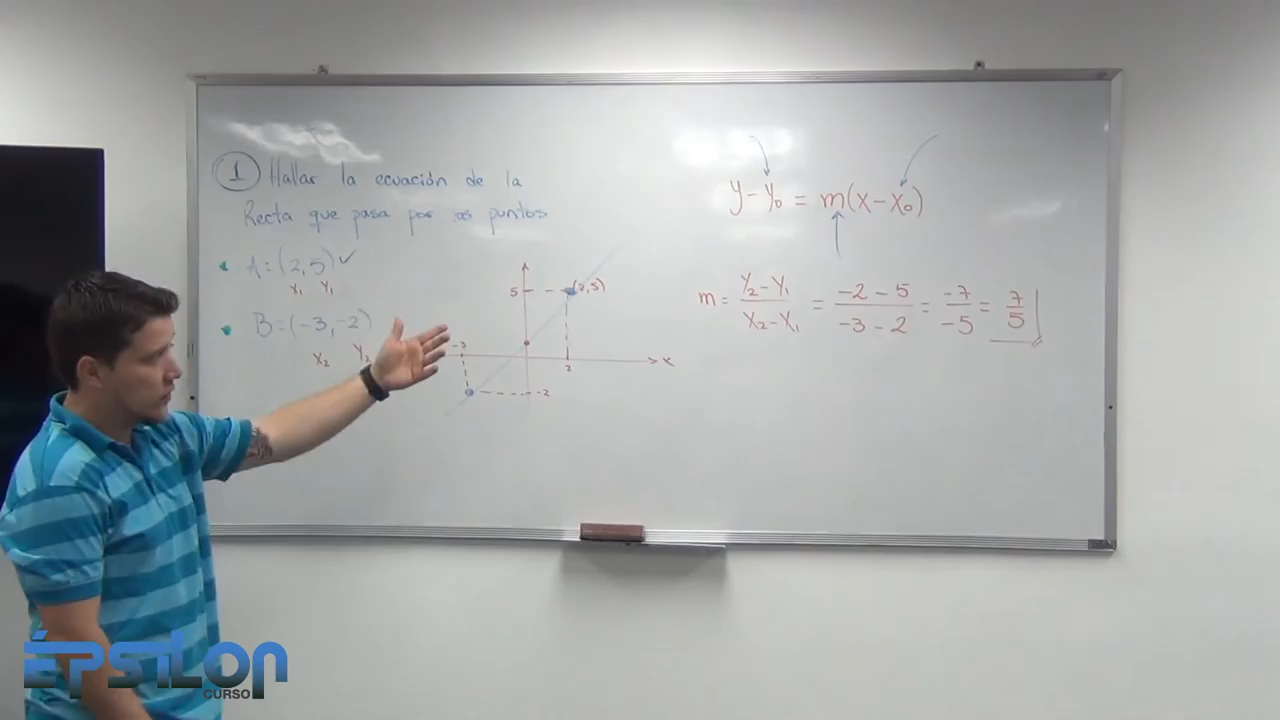 1 Hallar la ecuación de la
Recta que pasa por los puntos
A:(2,5) ✓
x₁ y₁
B=(-3,-2)
x₂ y₂
5 (2,5)
-3 2 x
-2
y-y₀ = m(x-x₀)
m = y₂-y₁/x₂-x₁ = -2-5/-3-2 = -7/-5 = 7/5
ÉPSILON
CURSO